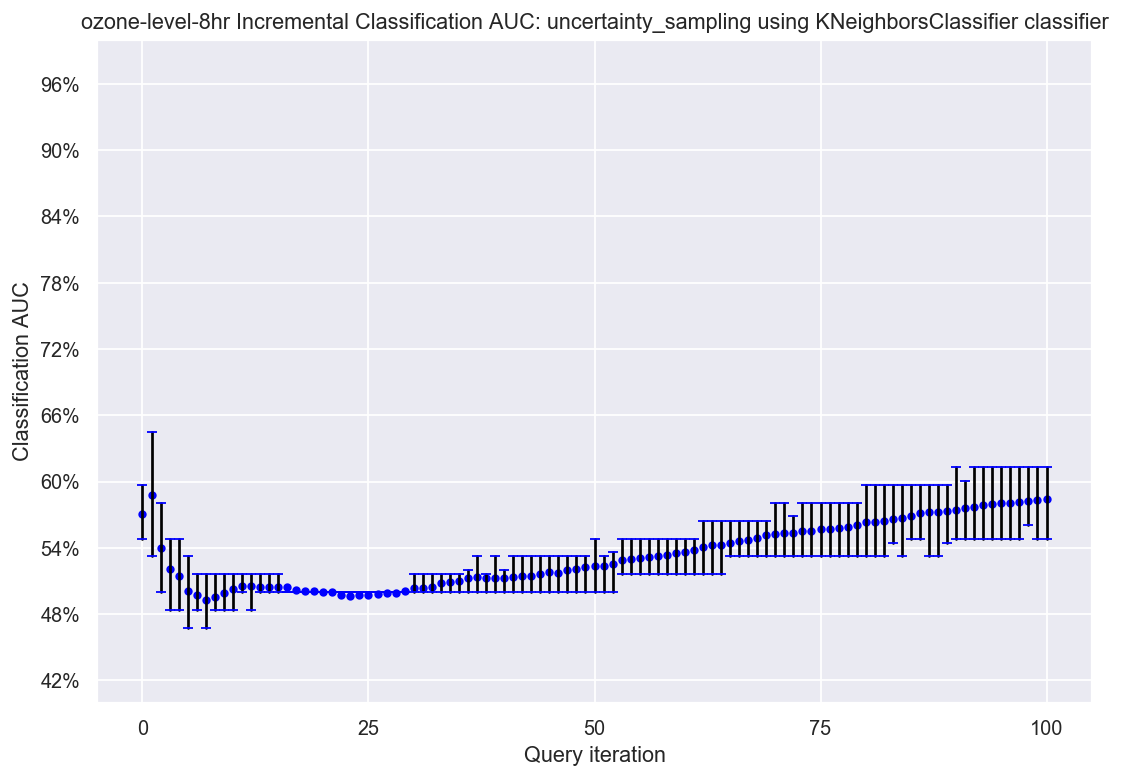 ozone-level-8hr Incremental Classification AUC: uncertainty_sampling using KNeighborsClassifier classifier
96%
90%
84%
78%
72%
66%
60%
54%
48%
42%
Classification AUC
0 25 50 75 100
Query iteration